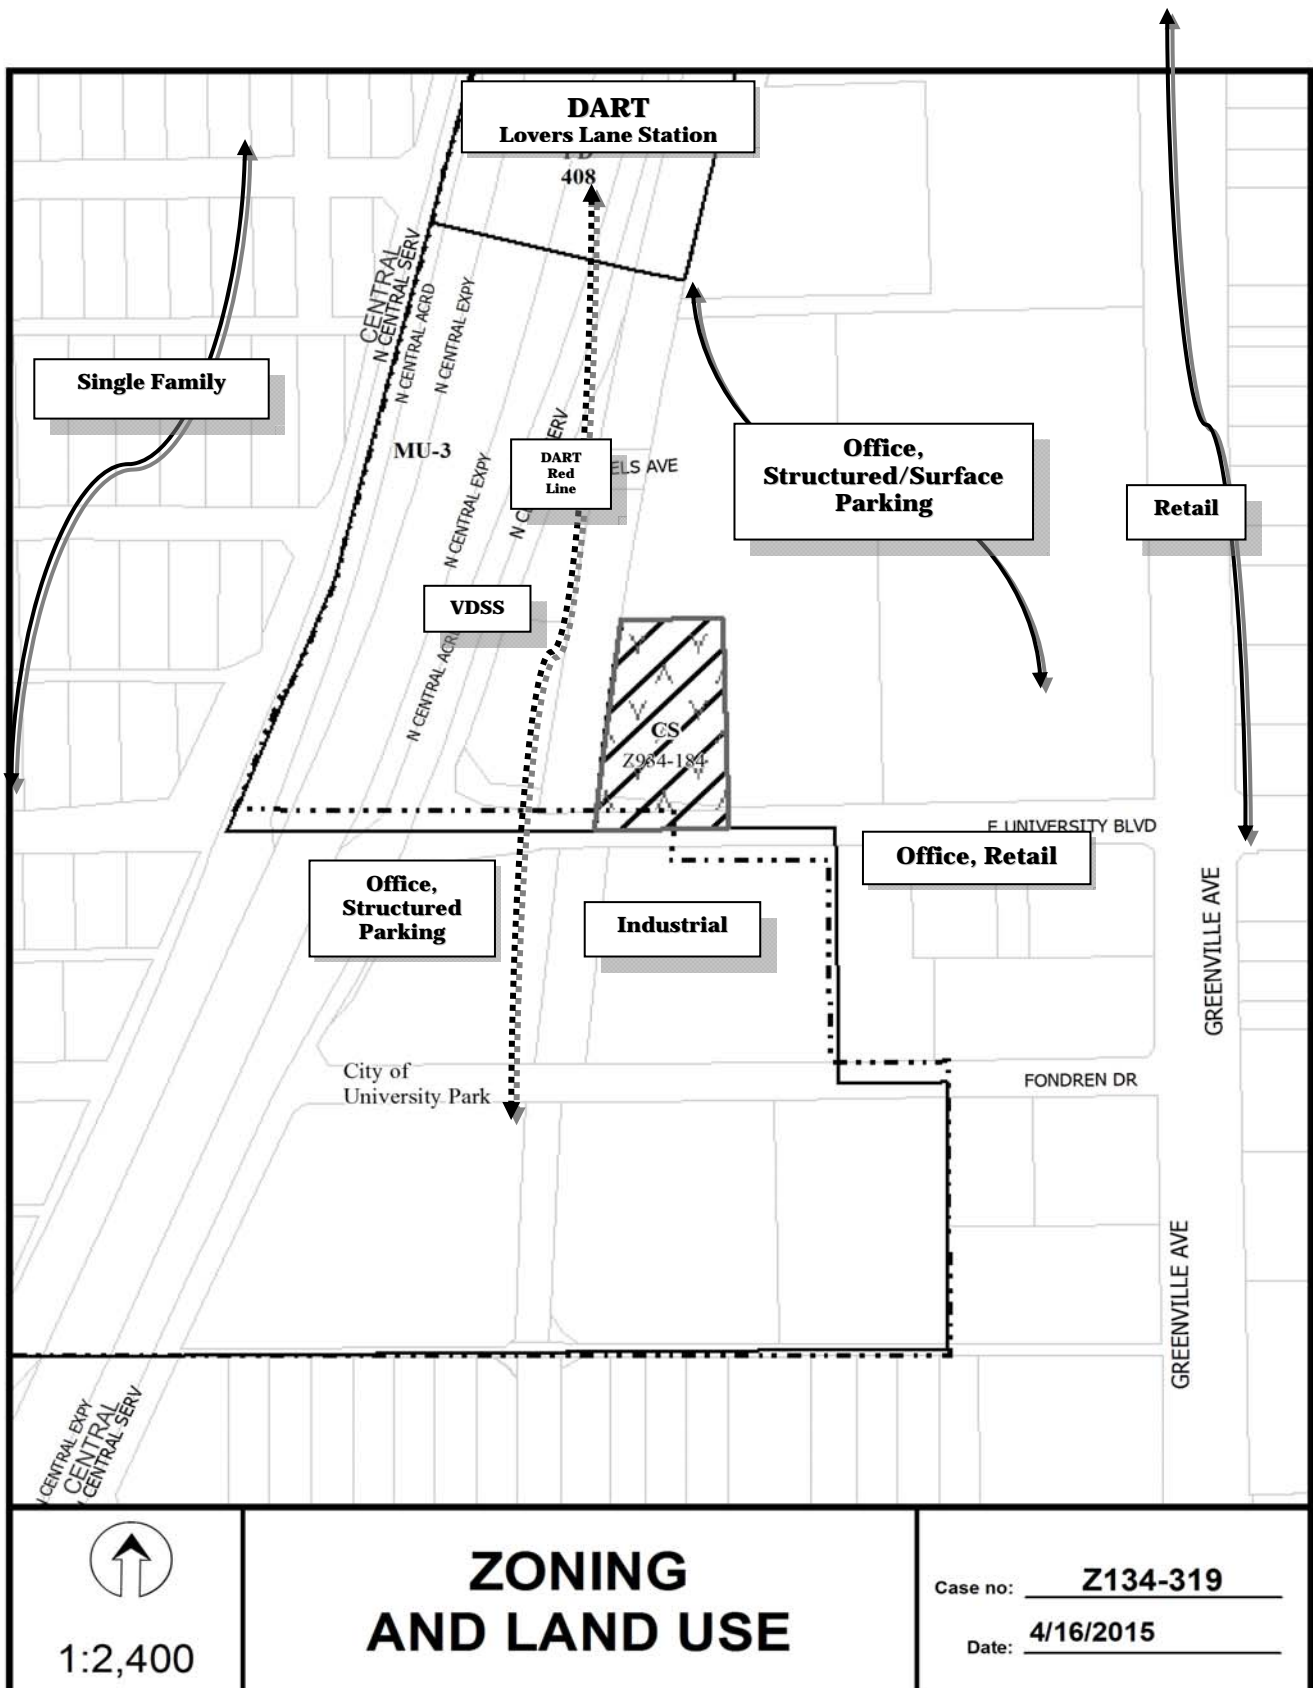 DART
Lovers Lane Station
408
CENTRAL
N CENTRAL SERV
N CENTRAL ACRD
N CENTRAL EXPY
Single Family
MU-3
DART
Red
Line
ELS AVE
Office,
Structured/Surface
Parking
Retail
N CENTRAL EXPY
VDSS
N CENTRAL
CS
E UNIVERSITY BLVD
Office, Retail
Office,
Structured
Parking
Industrial
GREENVILLE AVE
City of
University Park
FONDREN DR
GREENVILLE AVE
CENTRAL EXPY
CENTRAL
CENTRAL SERV
ZONING
AND LAND USE
1:2,400
Case no: Z134-319
Date: 4/16/2015